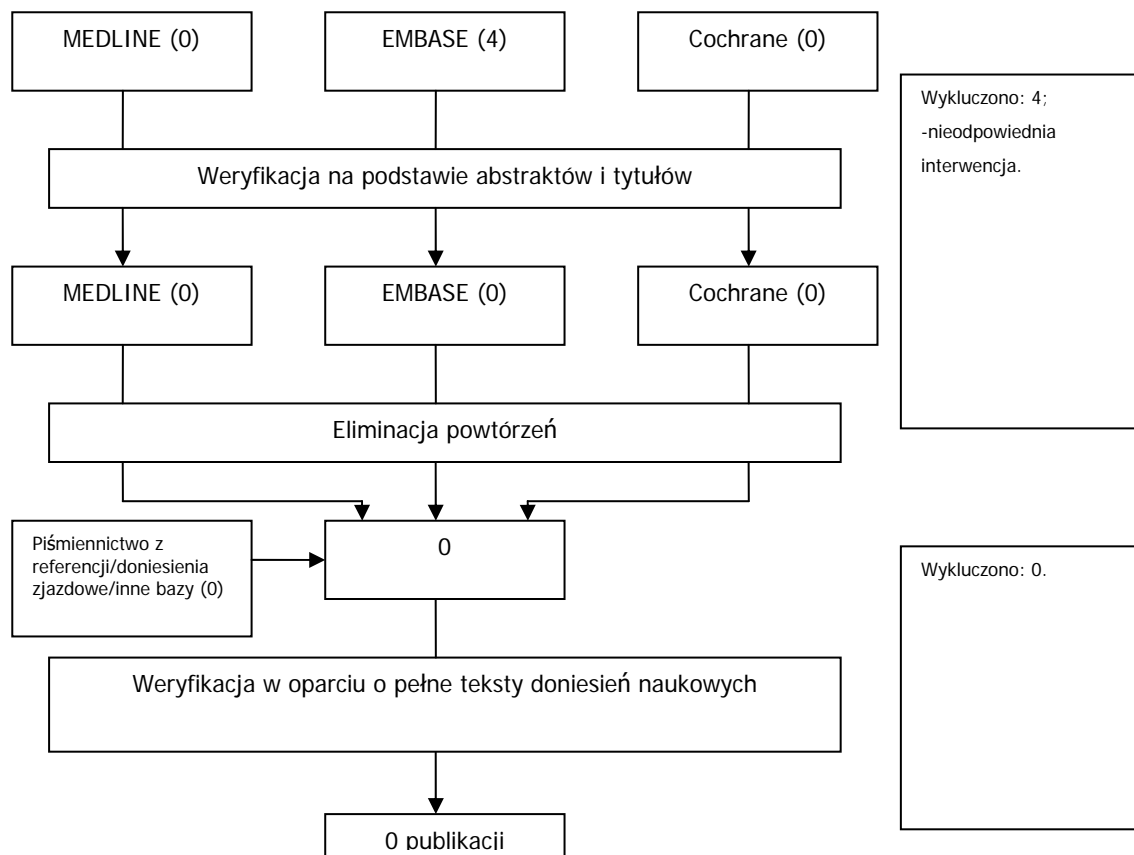 MEDLINE (0)
EMBASE (4)
Cochrane (0)
Wykluczono: 4;
-nieodpowiednia
interwencja.
Weryfikacja na podstawie abstraktów i tytułów
MEDLINE (0)
EMBASE (0)
Cochrane (0)
Eliminacja powtórzeń
Piśmiennictwo z
referencji/doniesienia
zjazdowe/inne bazy (0)
0
Wykluczono: 0.
Weryfikacja w oparciu o pełne teksty doniesień naukowych
0 publikacji